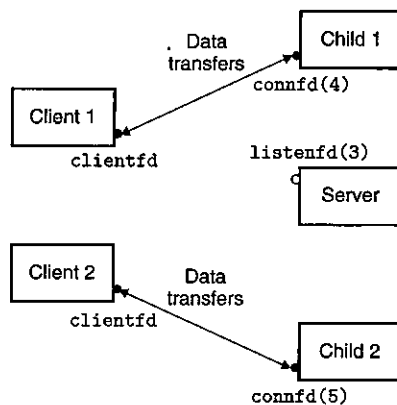 Data
transfers
Child 1
connfd(4)
Client 1
clientfd
listenfd(3)
Server
Client 2
Data
transfers
clientfd
Child 2
connfd(5)